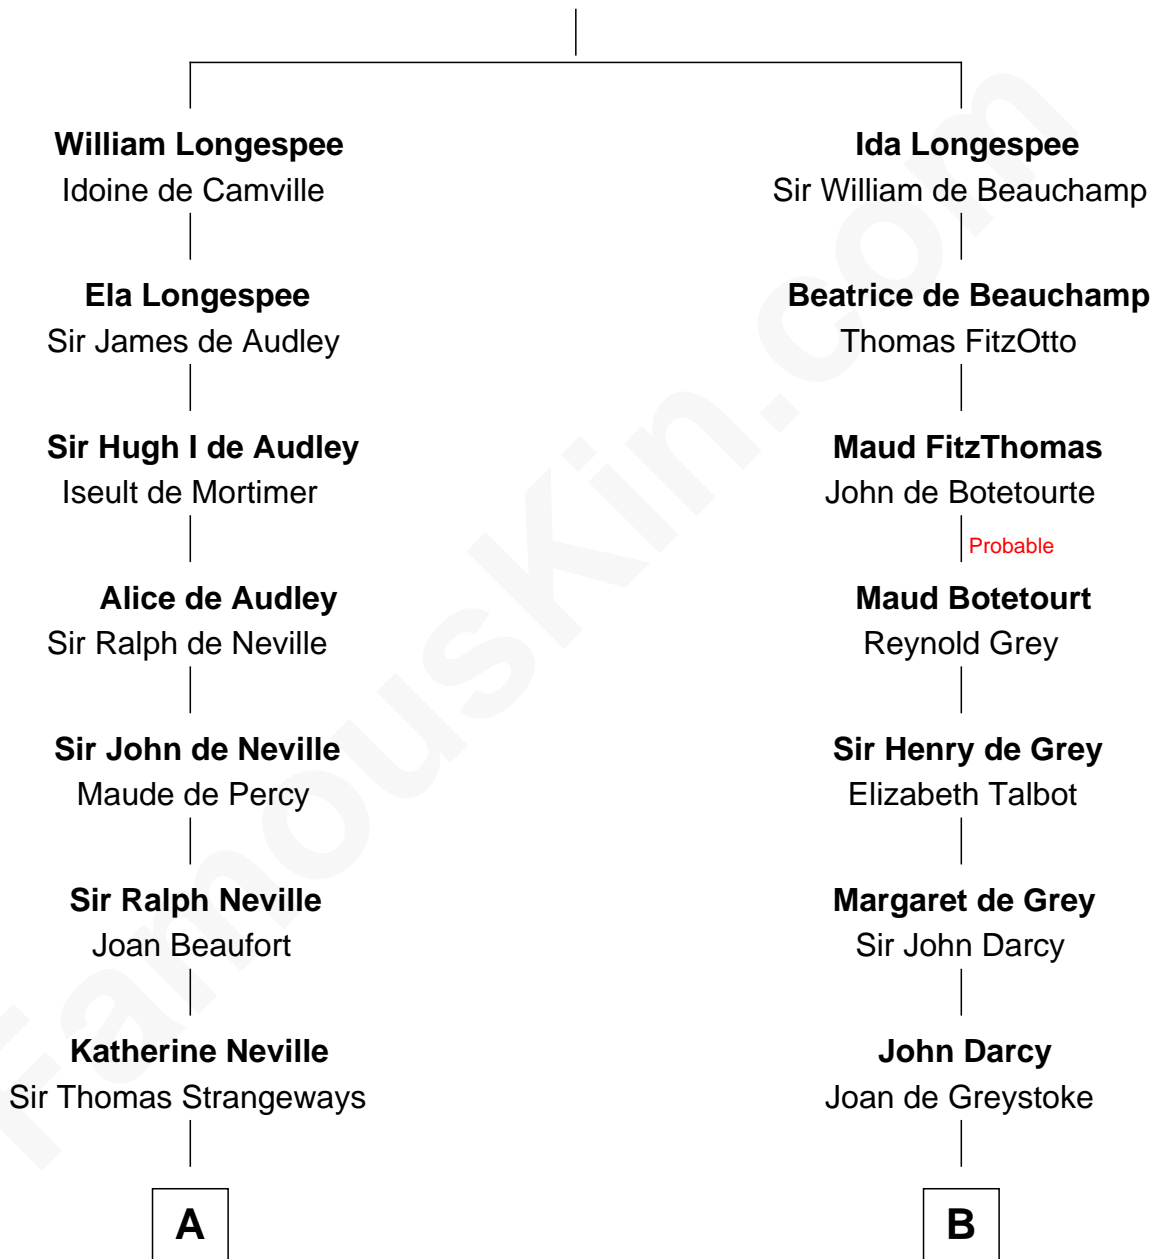 William Longespee
Idoine de Camville
Ela Longespee
Sir James de Audley
Sir Hugh I de Audley
Iseult de Mortimer
Alice de Audley
Sir Ralph de Neville
Sir John de Neville
Maude de Percy
Sir Ralph Neville
Joan Beaufort
Katherine Neville
Sir Thomas Strangeways
A
Ida Longespee
Sir William de Beauchamp
Beatrice de Beauchamp
Thomas FitzOtto
Maud FitzThomas
John de Botetourte
Probable
Maud Botetourt
Reynold Grey
Sir Henry de Grey
Elizabeth Talbot
Margaret de Grey
Sir John Darcy
John Darcy
Joan de Greystoke
B
FamousKin.com